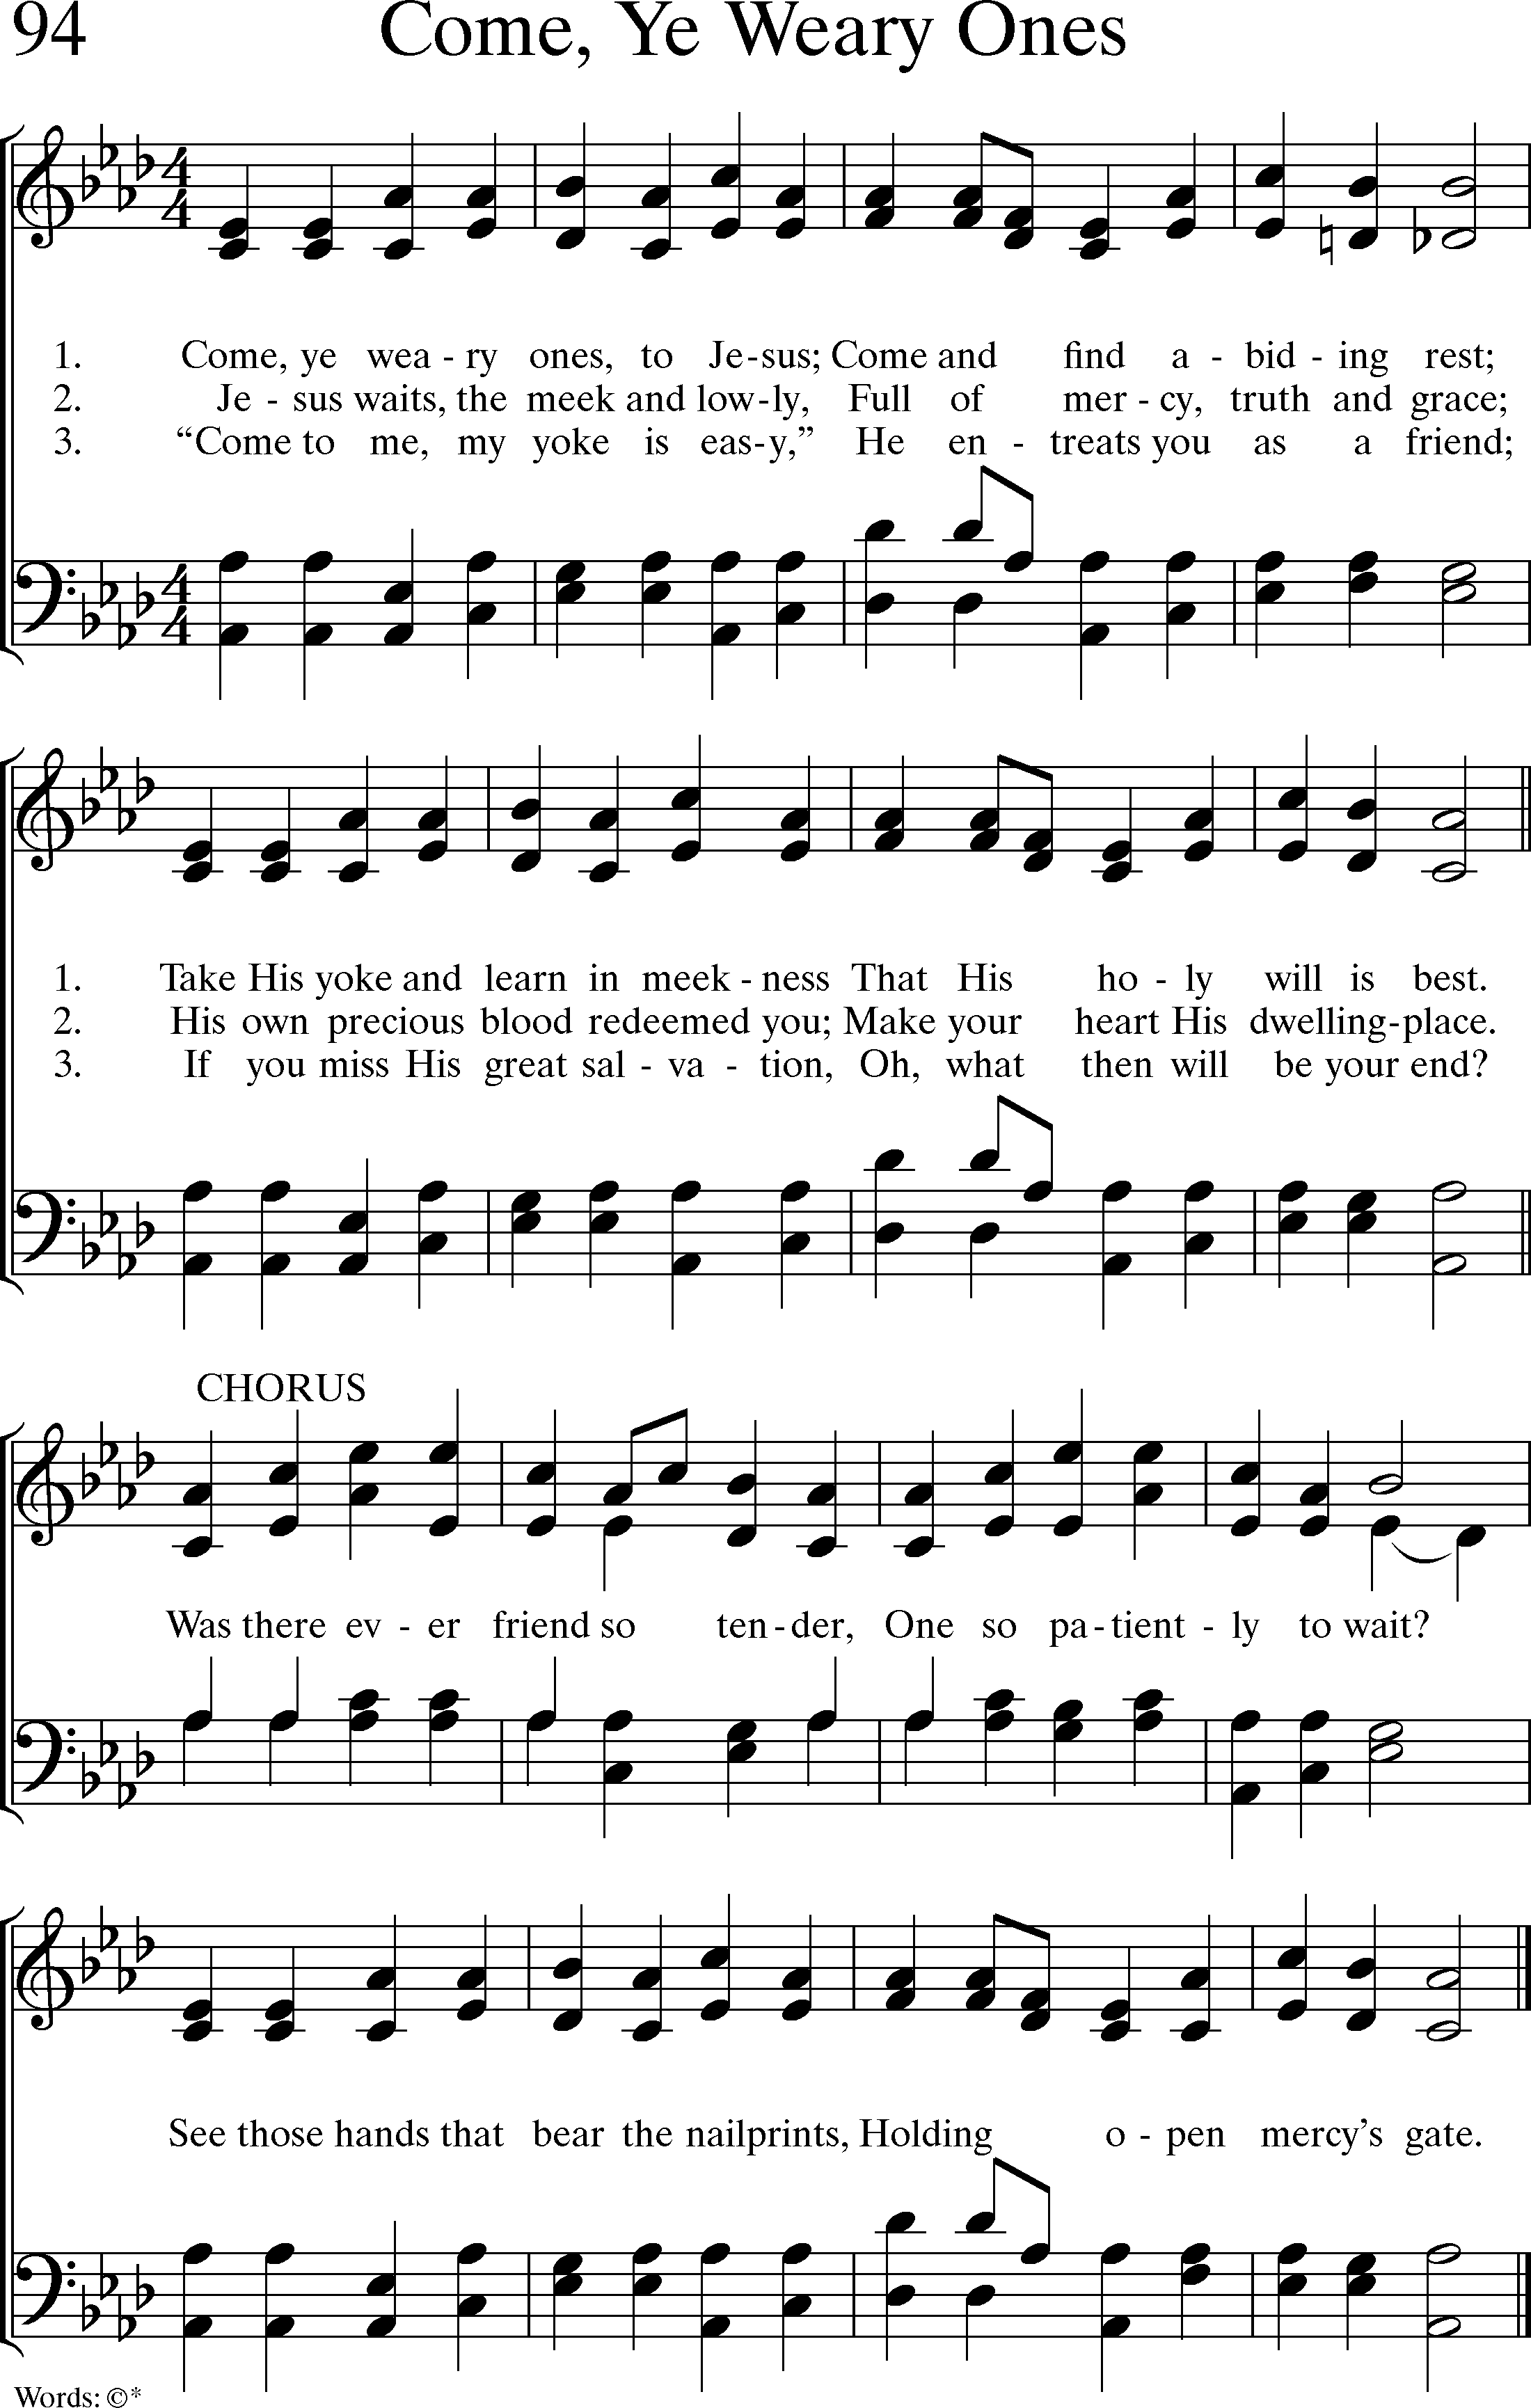 94 Come, Ye Weary Ones
1. Come, ye wea - ry ones, to Je-sus; Come and find a - bid - ing rest;
2. Je - sus waits, the meek and low-ly, Full of mer - cy, truth and grace;
3. “Come to me, my yoke is eas-y,” He en - treats you as a friend;
1. Take His yoke and learn in meek - ness That His ho - ly will is best.
2. His own precious blood redeemed you; Make your heart His dwelling-place.
3. If you miss His great sal - va - tion, Oh, what then will be your end?
CHORUS
Was there ev - er friend so ten-der, One so pa-tient - ly to wait?
See those hands that bear the nailprints, Holding o - pen mercy’s gate.
Words: ©*